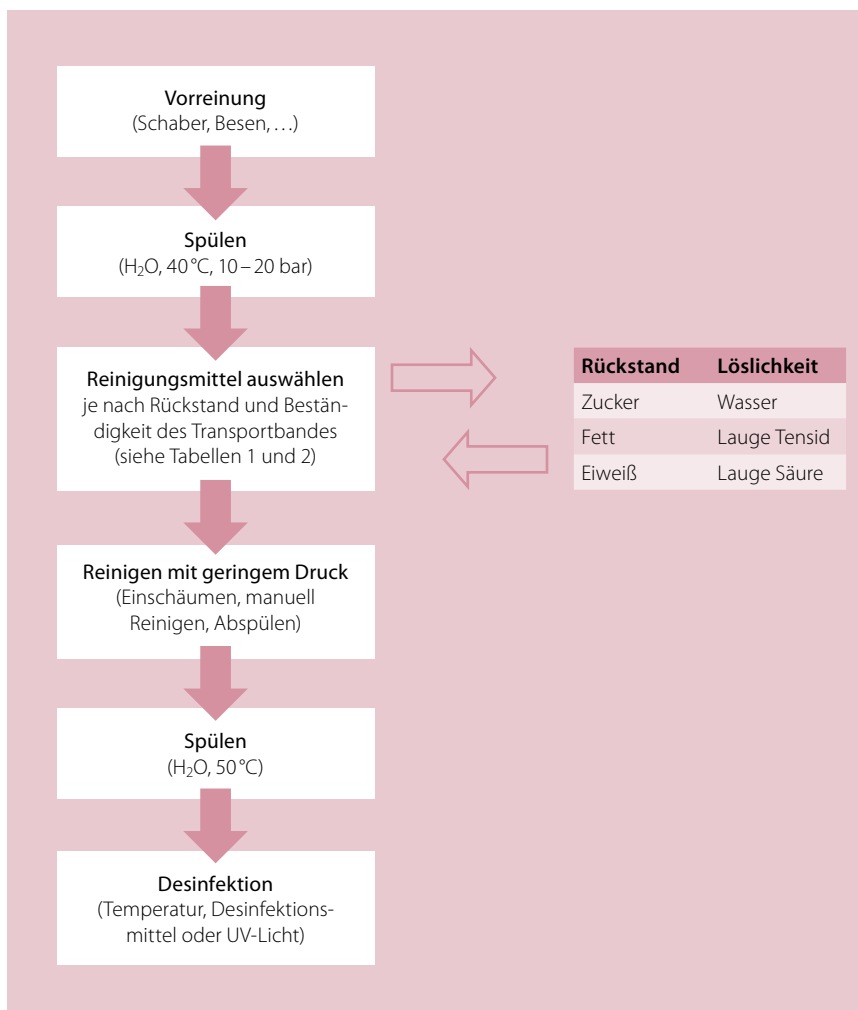 Vorreinung
(Schaber, Besen, …)
Spülen
(H₂O, 40 °C, 10 – 20 bar)
Reinigungsmittel auswählen
je nach Rückstand und Bestän-
digkeit des Transportbandes
(siehe Tabellen 1 und 2)
Rückstand Löslichkeit
Zucker Wasser
Fett Lauge Tensid
Eiweiß Lauge Säure
Reinigen mit geringem Druck
(Einschäumen, manuell
Reinigen, Abspülen)
Spülen
(H₂O, 50 °C)
Desinfektion
(Temperatur, Desinfektions-
mittel oder UV-Licht)